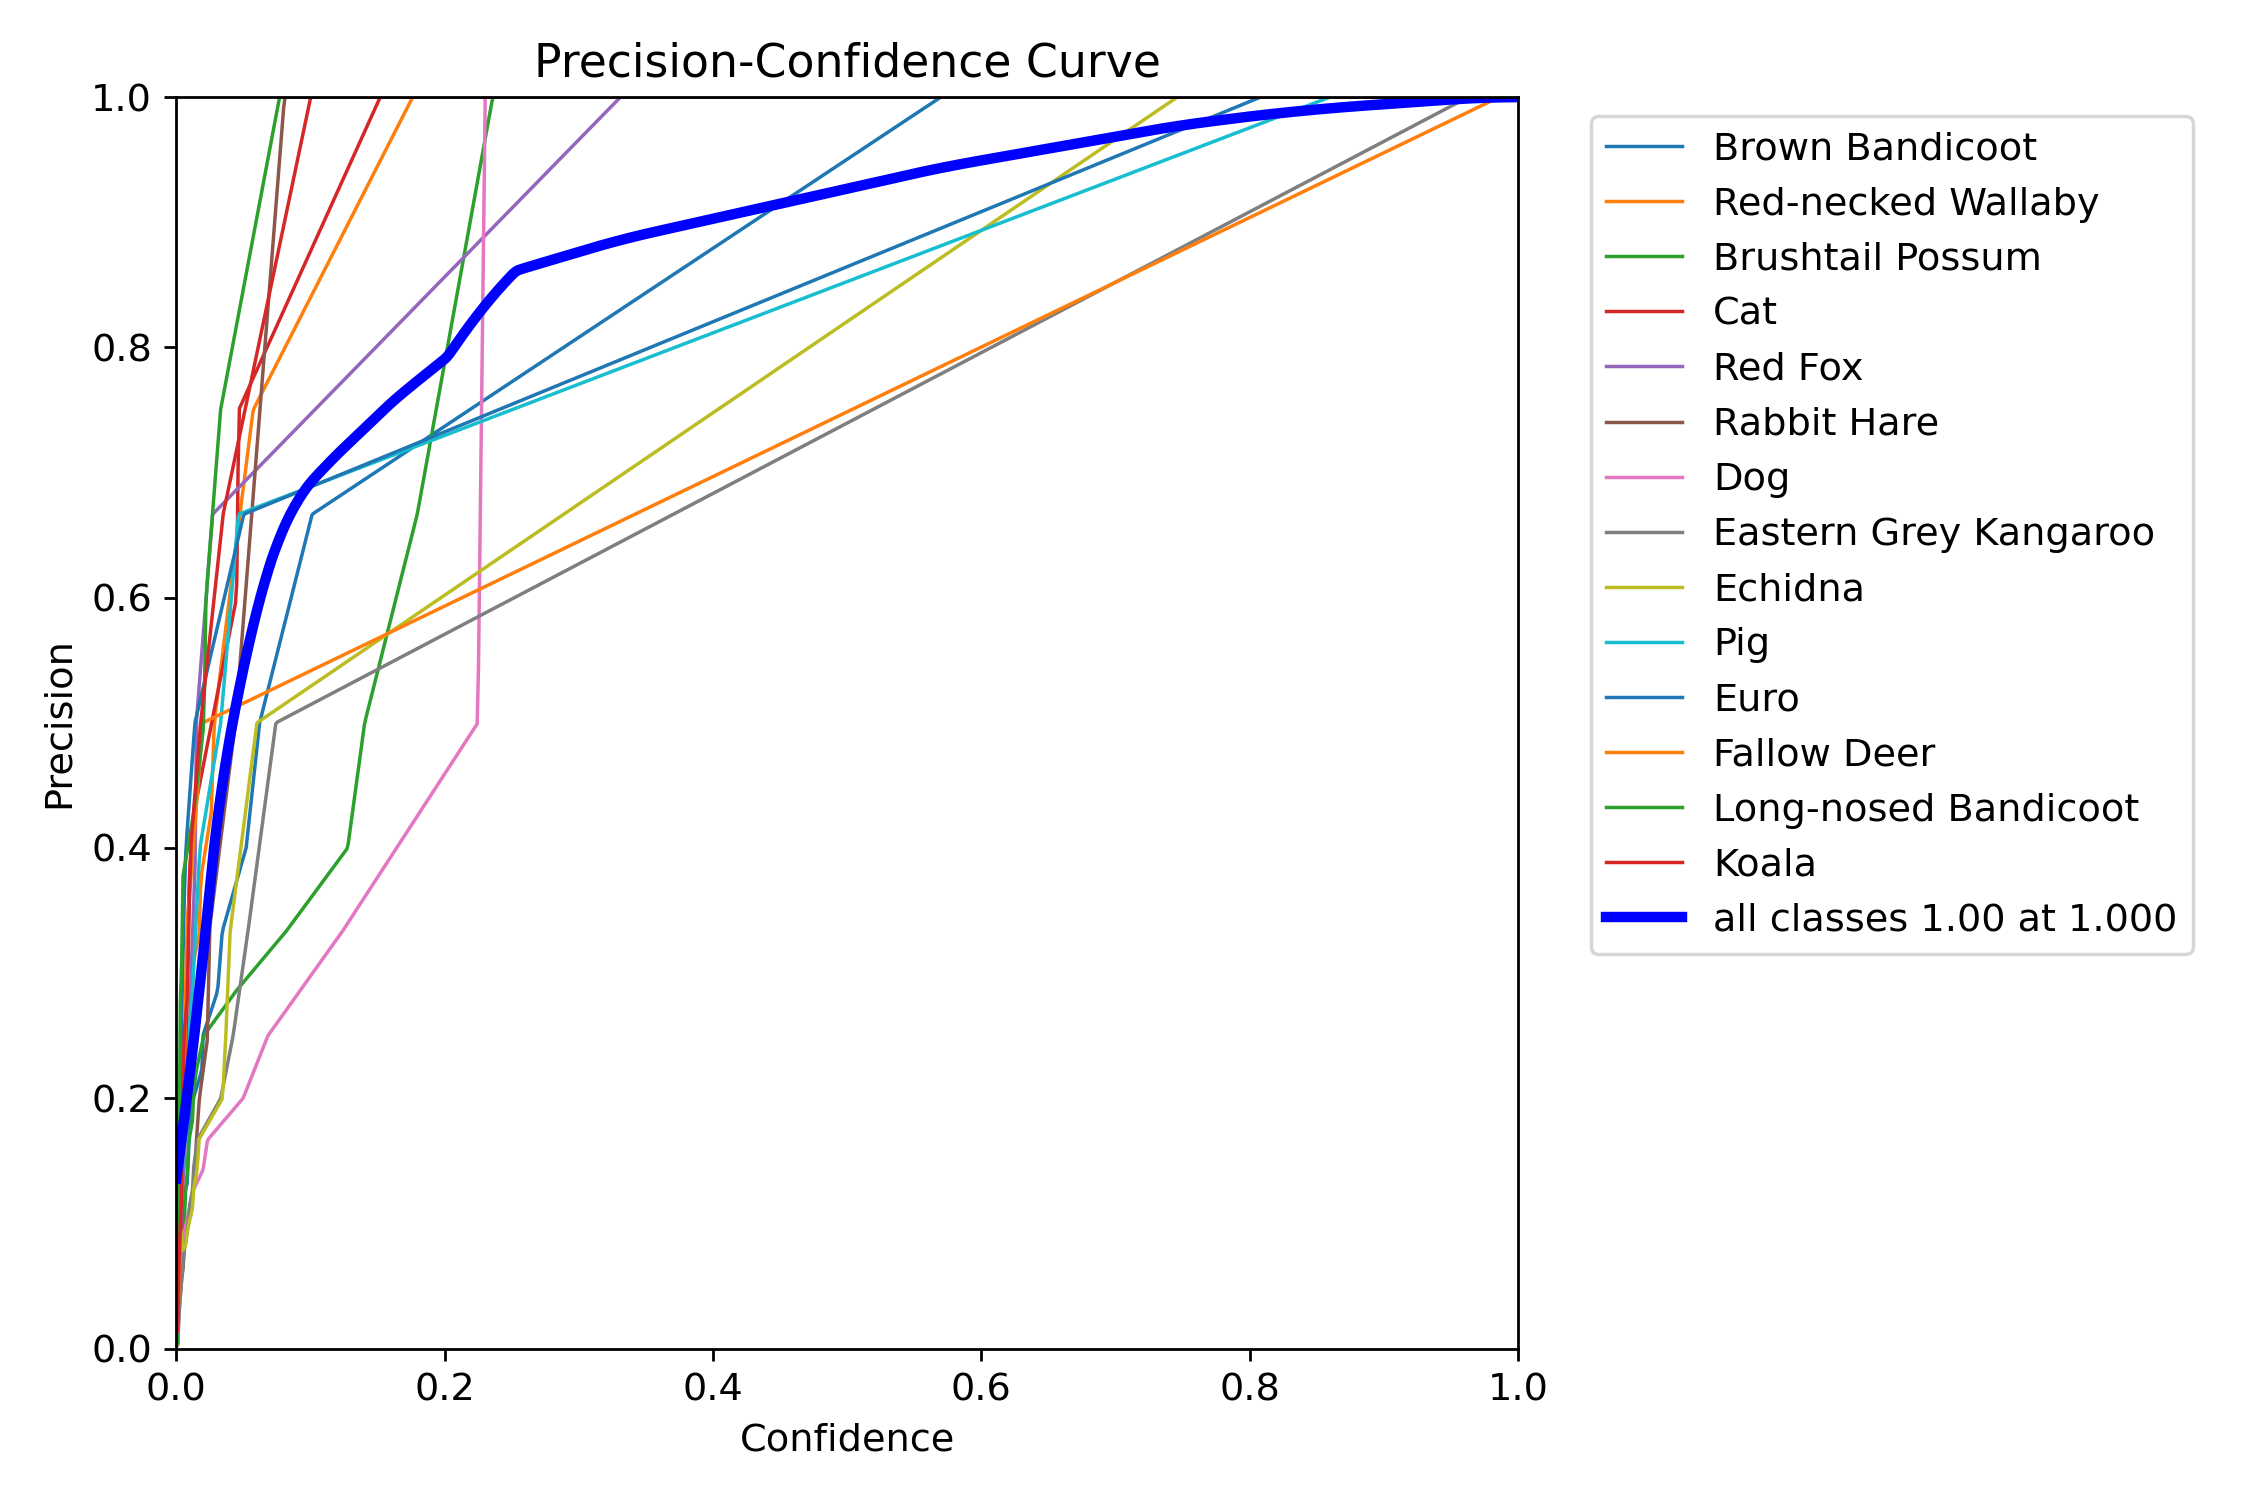 Precision-Confidence Curve
1.0
0.8
0.6
0.4
0.2
0.0
Precision
0.0 0.2 0.4 0.6 0.8 1.0
Confidence
Brown Bandicoot
Red-necked Wallaby
Brushtail Possum
Cat
Red Fox
Rabbit Hare
Dog
Eastern Grey Kangaroo
Echidna
Pig
Euro
Fallow Deer
Long-nosed Bandicoot
Koala
all classes 1.00 at 1.000